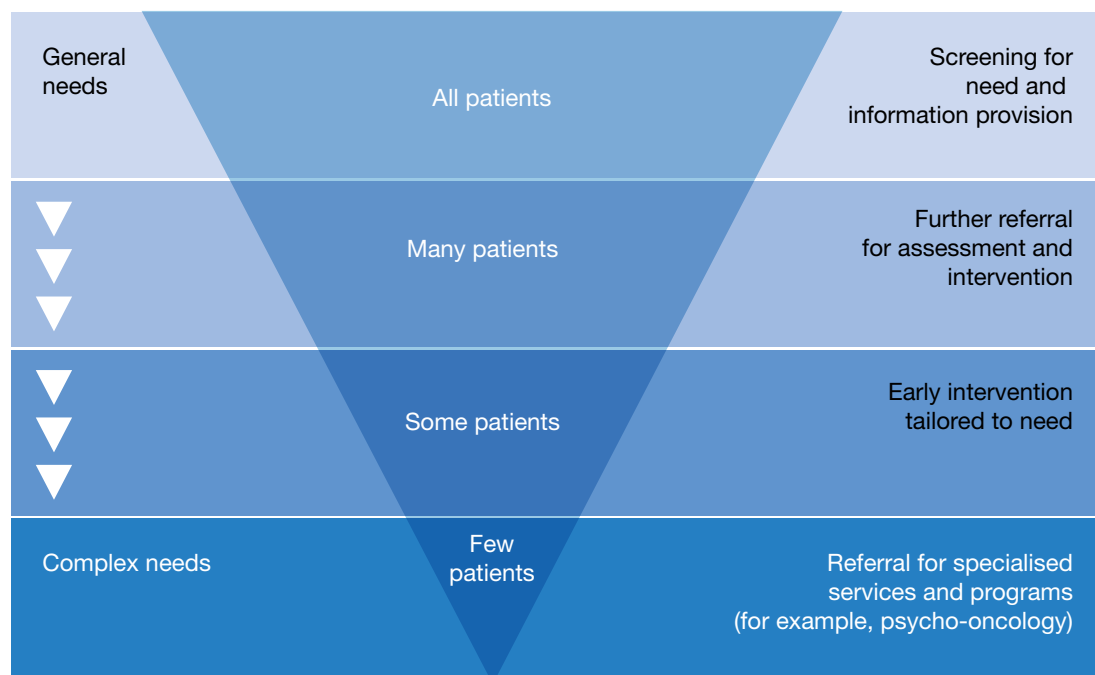 General
needs
All patients
Screening for
need and
information provision
Many patients
Further referral
for assessment and
intervention
Some patients
Early intervention
tailored to need
Complex needs
Few
patients
Referral for specialised
services and programs
(for example, psycho-oncology)